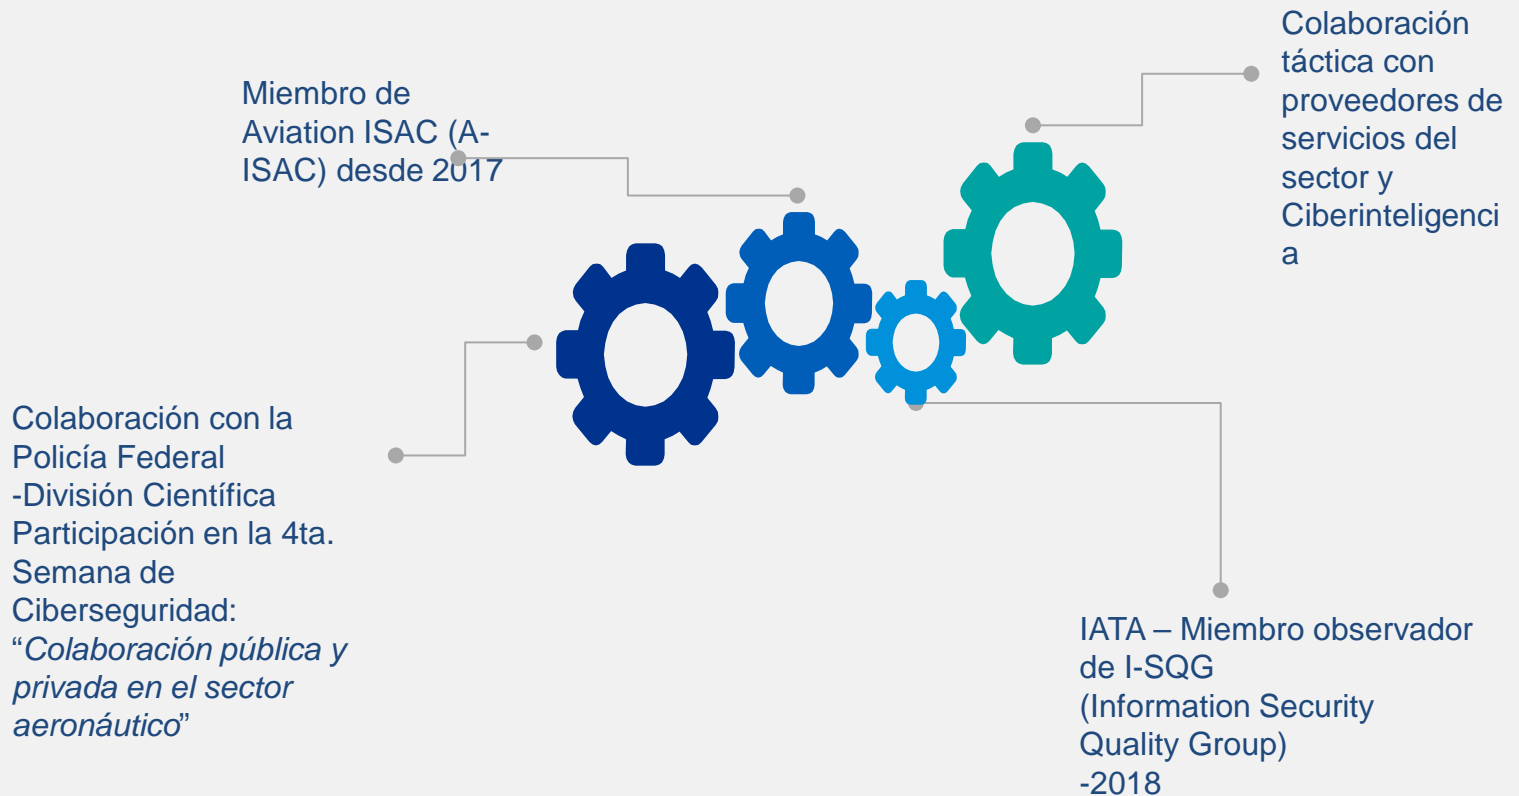 Miembro de
Aviation ISAC (A-
ISAC) desde 2017
Colaboración
táctica con
proveedores de
servicios del
sector y
Ciberinteligenci
a
Colaboración con la
Policía Federal
-División Científica
Participación en la 4ta.
Semana de
Ciberseguridad:
“Colaboración pública y
privada en el sector
aeronáutico”
IATA – Miembro observador
de I-SQG
(Information Security
Quality Group)
-2018